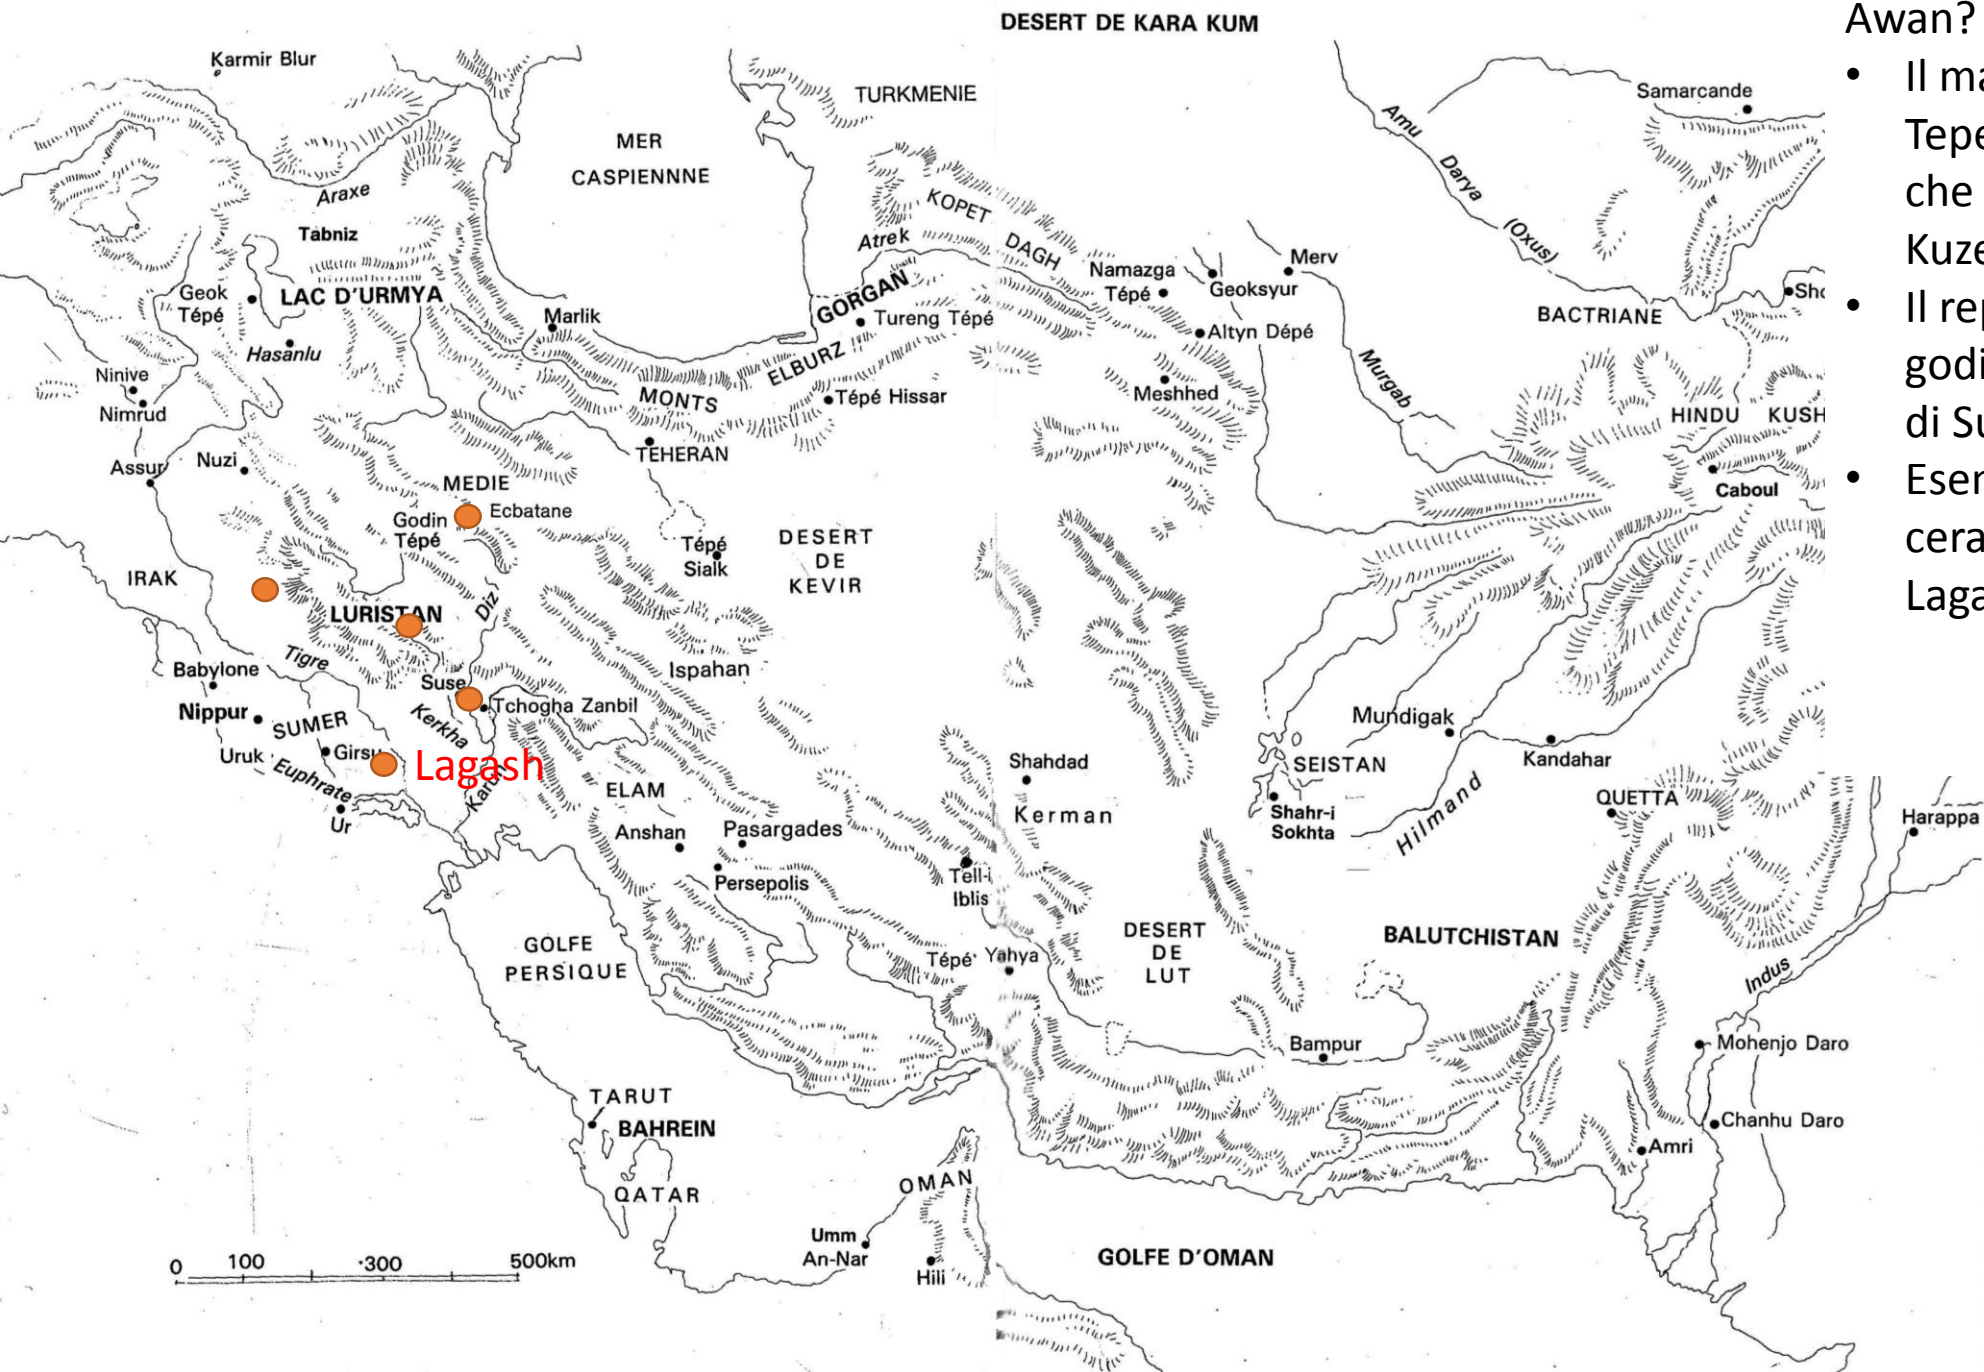 DESERT DE KARA KUM
Awan?
• Il ma
Tepe
che
Kuze
• Il rep
godi
di Su
• Eser
cera
Laga
Karmir Blur
TURKMENIE
Samarcande
MER
CASPIENNNE
Amu
Darya
(Oxus)
Araxe
KOPET
DAGH
Atrek
Tabniz
Merv
Namazga
Tépé
Geoksyur
Geok
Tépé
LAC D'URMYA
GORGAN
Sho
Marlik
Tureng Tépé
BACTRIANE
Altyn Dépé
Hasanlu
ELBURZ
Murgab
Ninive
Nimrud
MONTS
Tépé Hissar
Meshhed
HINDU KUSH
TEHERAN
Assur
Nuzi
MEDIE
Caboul
Ecbatane
Godin
Tépé
Tépé
Sialk
DESERT
DE
KEVIR
IRAK
LURISTAN
Diz
Tigre
Babylone
Ispahan
Suse
Tchogha Zanbil
Nippur
SUMER
Kerkha
Mundigak
Uruk
Girsu
Lagash
Euphrate
Karun
Kandahar
Shahdad
SEISTAN
ELAM
Kerman
Hilmand
QUETTA
Ur
Anshan
Pasargades
Shahr-i
Sokhta
Harappa
Persepolis
Tell-i
Iblis
GOLFE
PERSIQUE
DESERT
DE
LUT
BALUTCHISTAN
Tépé Yahya
Indus
Bampur
Mohenjo Daro
TARUT
BAHREIN
Chanhu Daro
Amri
QATAR
OMAN
Umm
An-Nar
Hili
GOLFE D'OMAN
0 100 300 500km